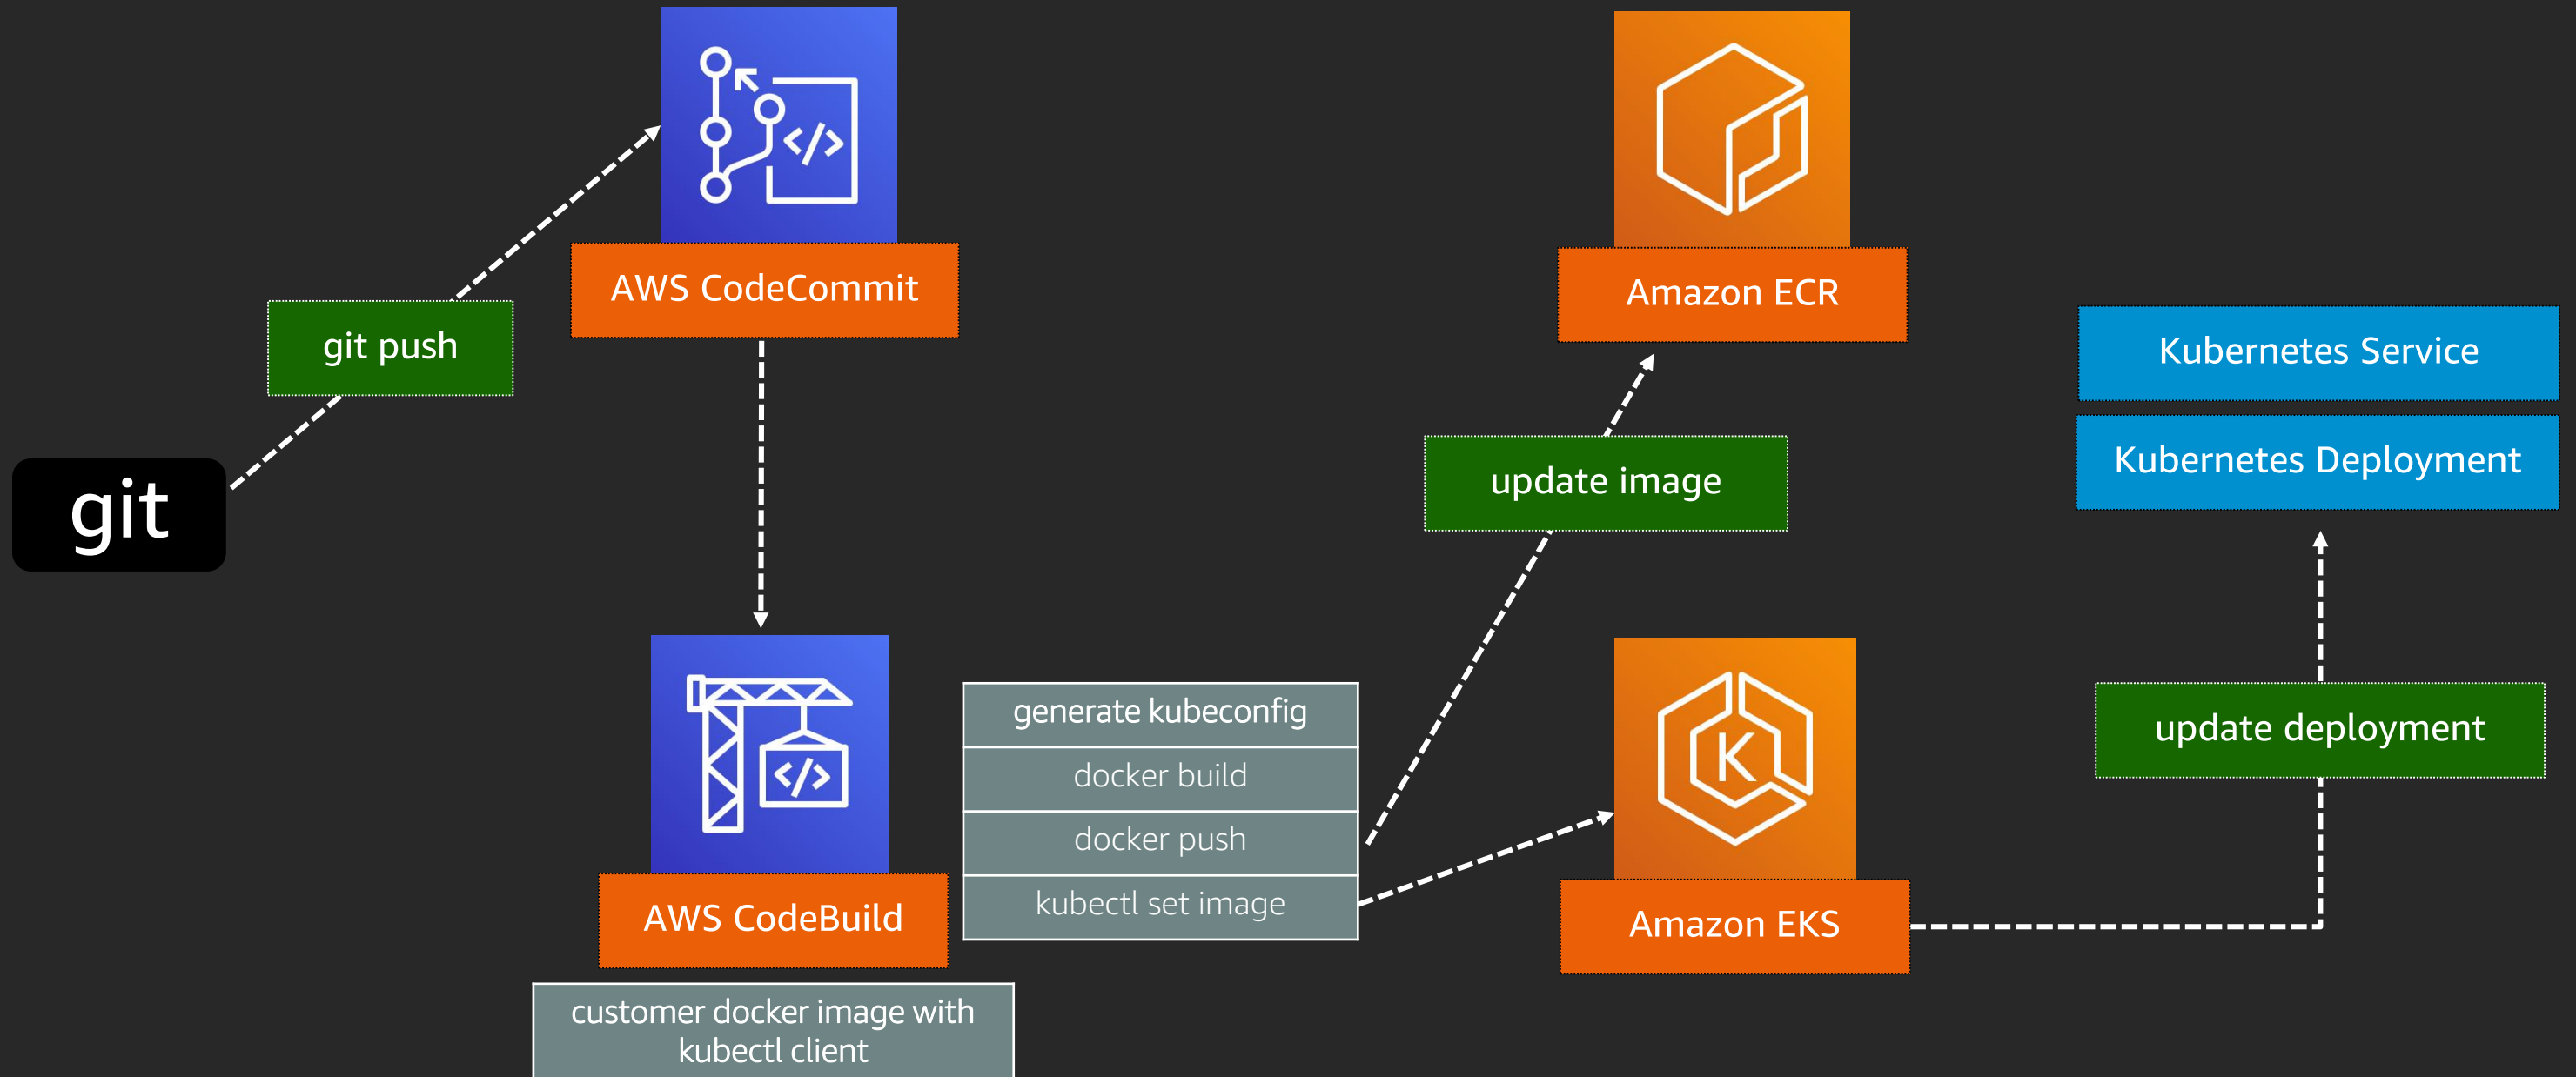 git
git push
AWS CodeCommit
</>
AWS CodeBuild
</>
customer docker image with
kubectl client
generate kubeconfig
docker build
docker push
kubectl set image
update image
Amazon ECR
K
Amazon EKS
update deployment
Kubernetes Service
Kubernetes Deployment